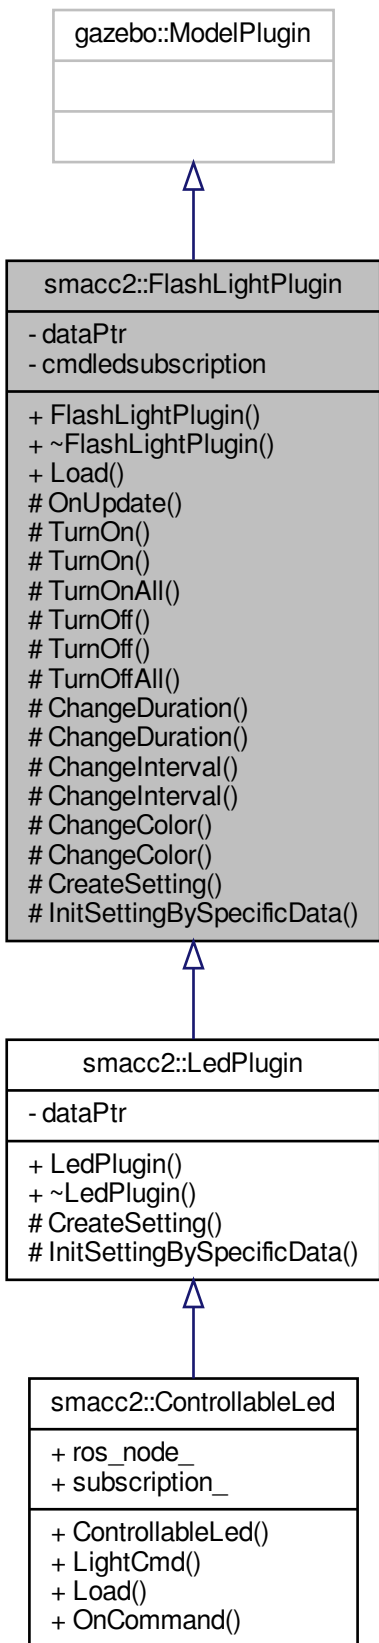 gazebo::ModelPlugin
smacc2::FlashLightPlugin
- dataPtr
- cmdledsubscription
+ FlashLightPlugin()
+ ~FlashLightPlugin()
+ Load()
# OnUpdate()
# TurnOn()
# TurnOn()
# TurnOnAll()
# TurnOff()
# TurnOff()
# TurnOffAll()
# ChangeDuration()
# ChangeDuration()
# ChangeInterval()
# ChangeInterval()
# ChangeColor()
# ChangeColor()
# CreateSetting()
# InitSettingBySpecificData()
smacc2::LedPlugin
- dataPtr
+ LedPlugin()
+ ~LedPlugin()
# CreateSetting()
# InitSettingBySpecificData()
smacc2::ControllableLed
+ ros_node_
+ subscription_
+ ControllableLed()
+ LightCmd()
+ Load()
+ OnCommand()